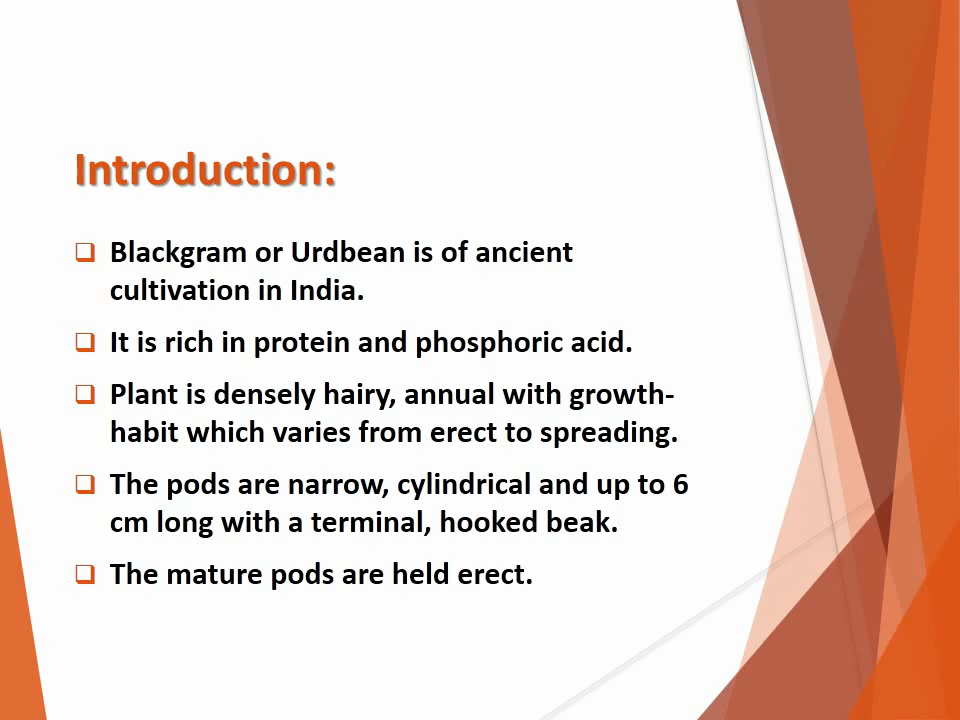 Introduction:
Blackgram or Urdbean is of ancient
cultivation in India.
It is rich in protein and phosphoric acid.
Plant is densely hairy, annual with growth-
habit which varies from erect to spreading.
The pods are narrow, cylindrical and up to 6
cm long with a terminal, hooked beak.
The mature pods are held erect.